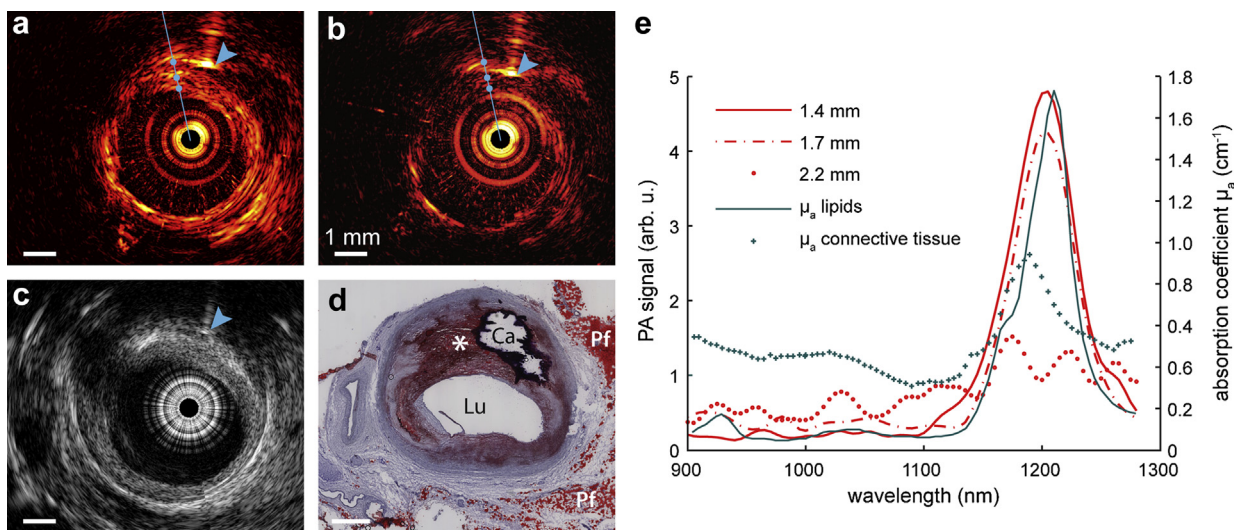 a
b
1 mm
c
d
*
Ca
Pf
Lu
Pf
e
5
4
3
2
1
0
PA signal (arb. u.)
1.4 mm
1.7 mm
2.2 mm
μa lipids
μa connective tissue
1.8
1.6
1.4
1.2
1.0
0.8
0.4
0.6
0.2
0
absorption coefficient μa (cm-1)
900
1000
1100
1200
1300
wavelength (nm)